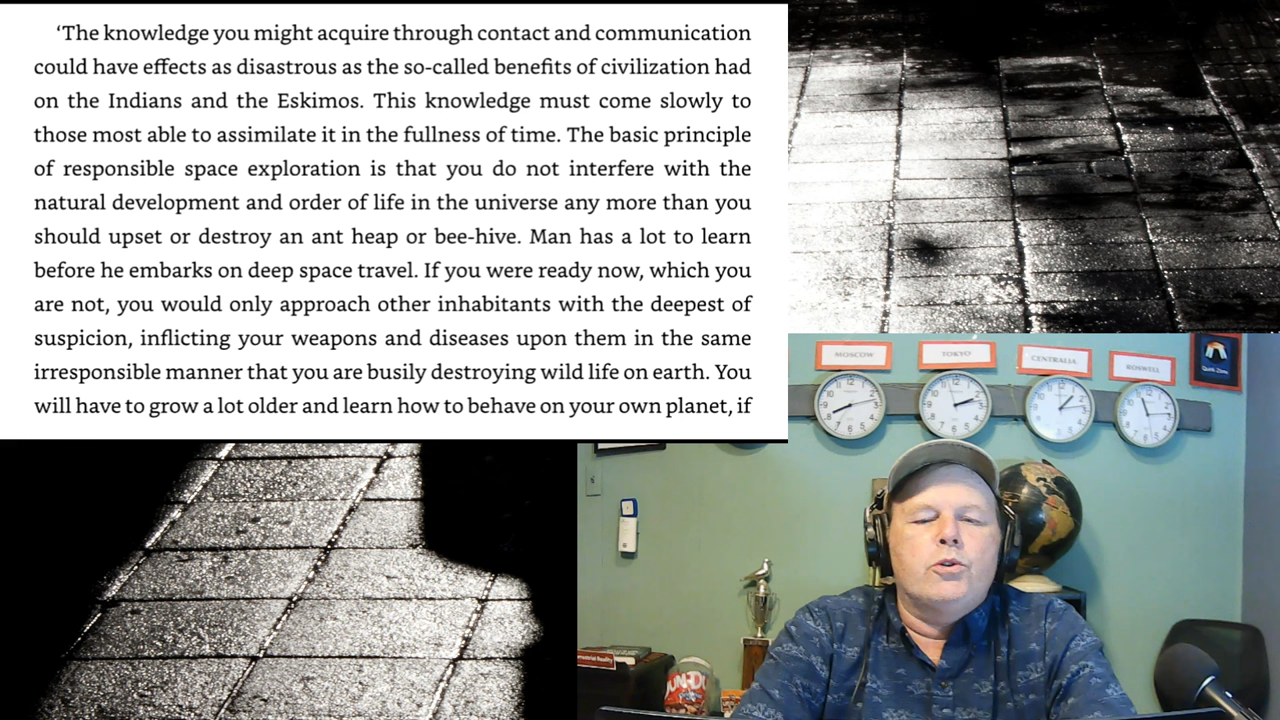 ‘The knowledge you might acquire through contact and communication
could have effects as disastrous as the so-called benefits of civilization had
on the Indians and the Eskimos. This knowledge must come slowly to
those most able to assimilate it in the fullness of time. The basic principle
of responsible space exploration is that you do not interfere with the
natural development and order of life in the universe any more than you
should upset or destroy an ant heap or bee-hive. Man has a lot to learn
before he embarks on deep space travel. If you were ready now, which you
are not, you would only approach other inhabitants with the deepest of
suspicion, inflicting your weapons and diseases upon them in the same
irresponsible manner that you are busily destroying wild life on earth. You
will have to grow a lot older and learn how to behave on your own planet, if
MOSCOW
TOKYO
CENTRALIA
ROSWELL